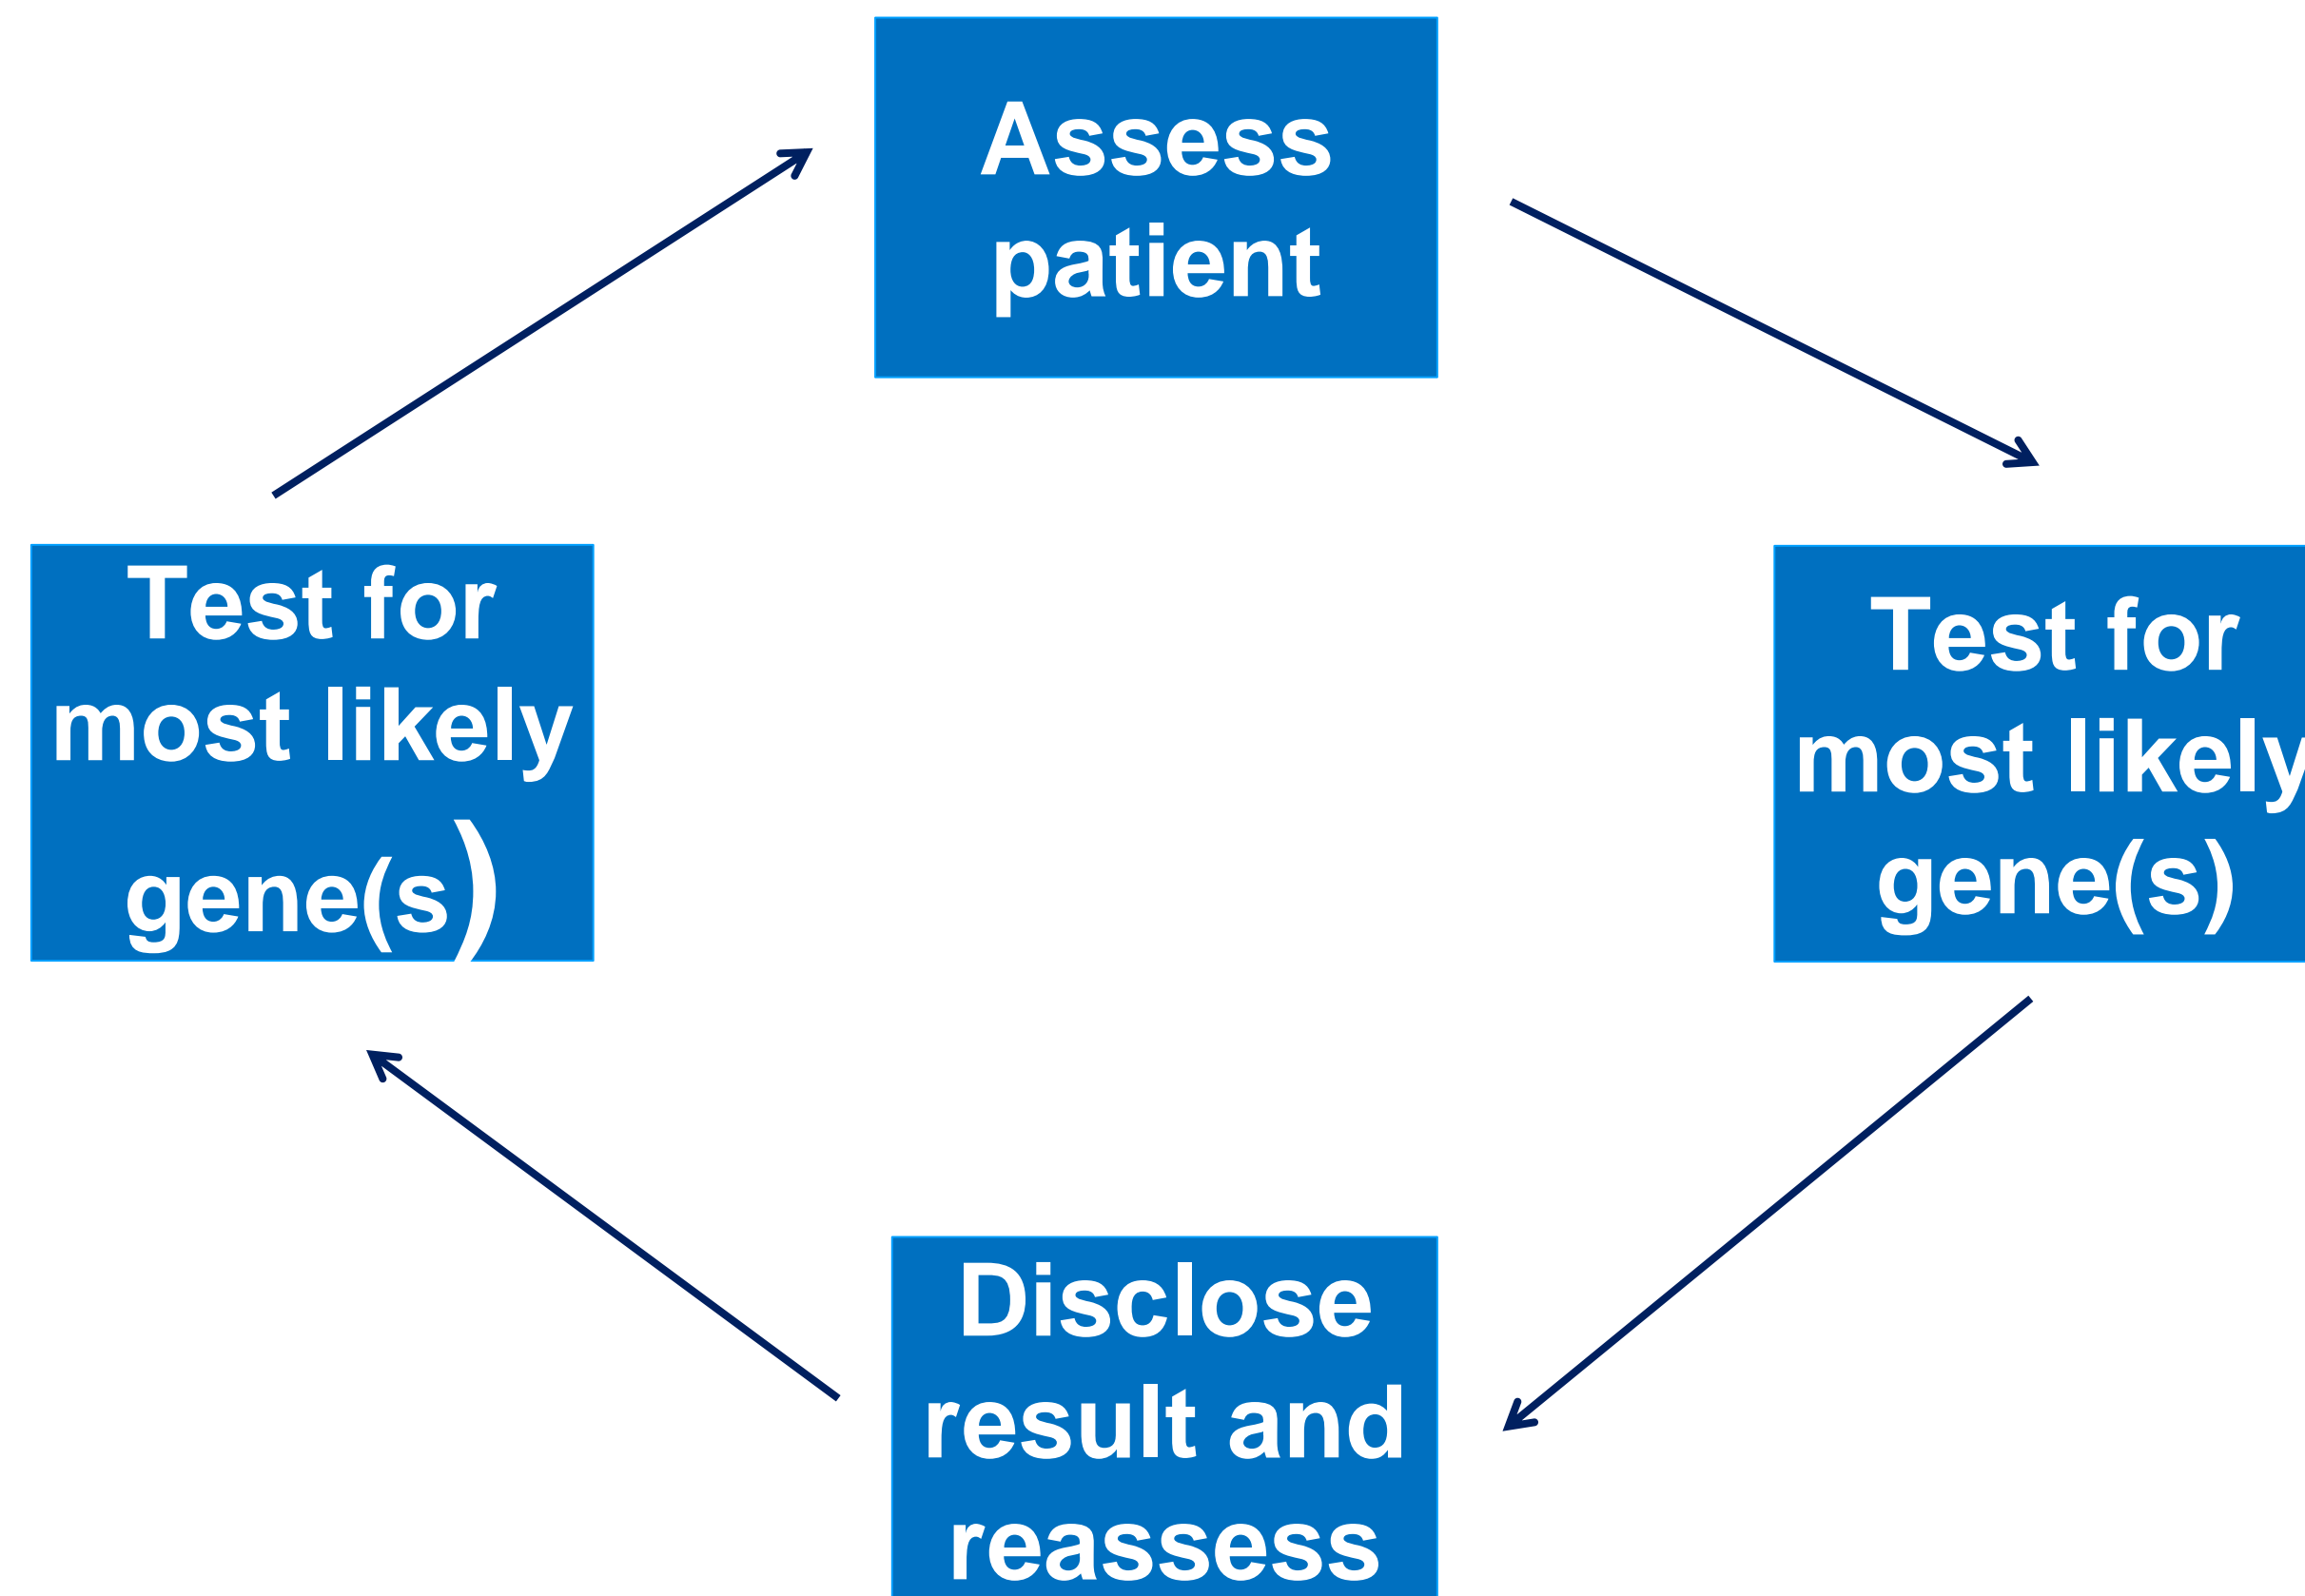 Assess
patient
Test for
most likely
gene(s)
Test for
most likely
gene(s)
Disclose
result and
reassess